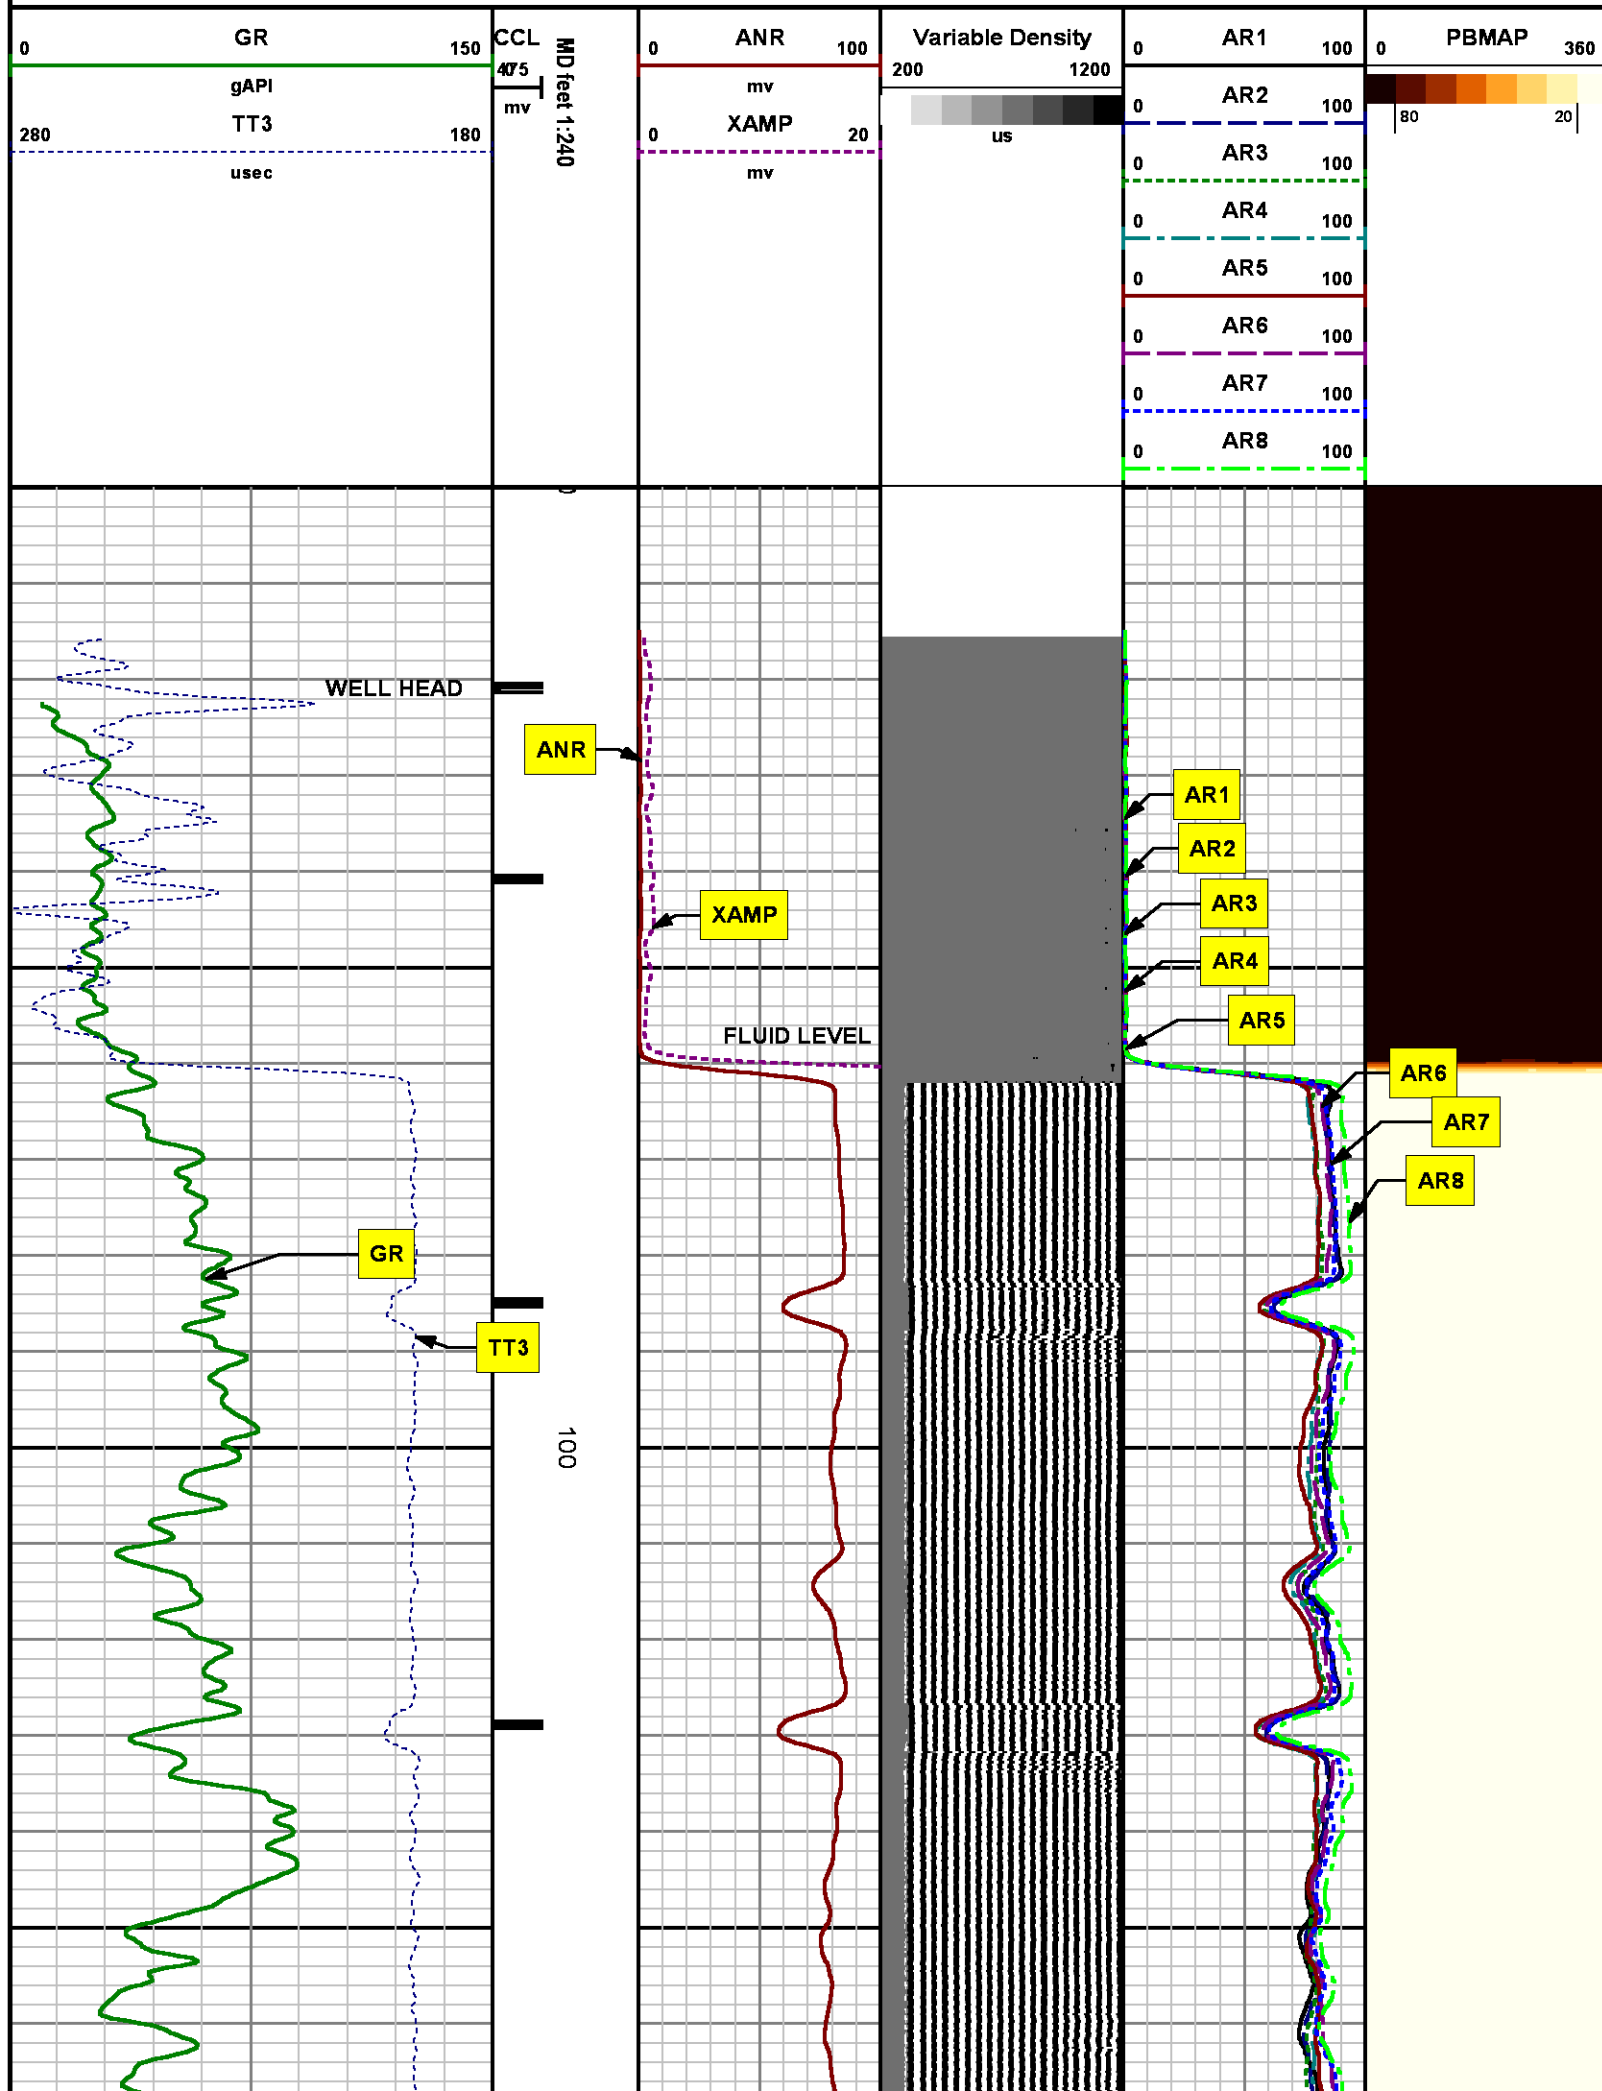 GR
0 150
gAPI
TT3
280 180
usec
CCL
mv
MD feet 1:240
ANR
0 100
mv
XAMP
0 20
mv
Variable Density
200 1200
us
AR1
0 100
AR2
0 100
AR3
0 100
AR4
0 100
AR5
0 100
AR6
0 100
AR7
0 100
AR8
0 100
PBMAP
0 360
80 20
WELL HEAD
ANR
AR1
AR2
XAMP
AR3
AR4
AR5
FLUID LEVEL
AR6
AR7
AR8
GR
TT3
100